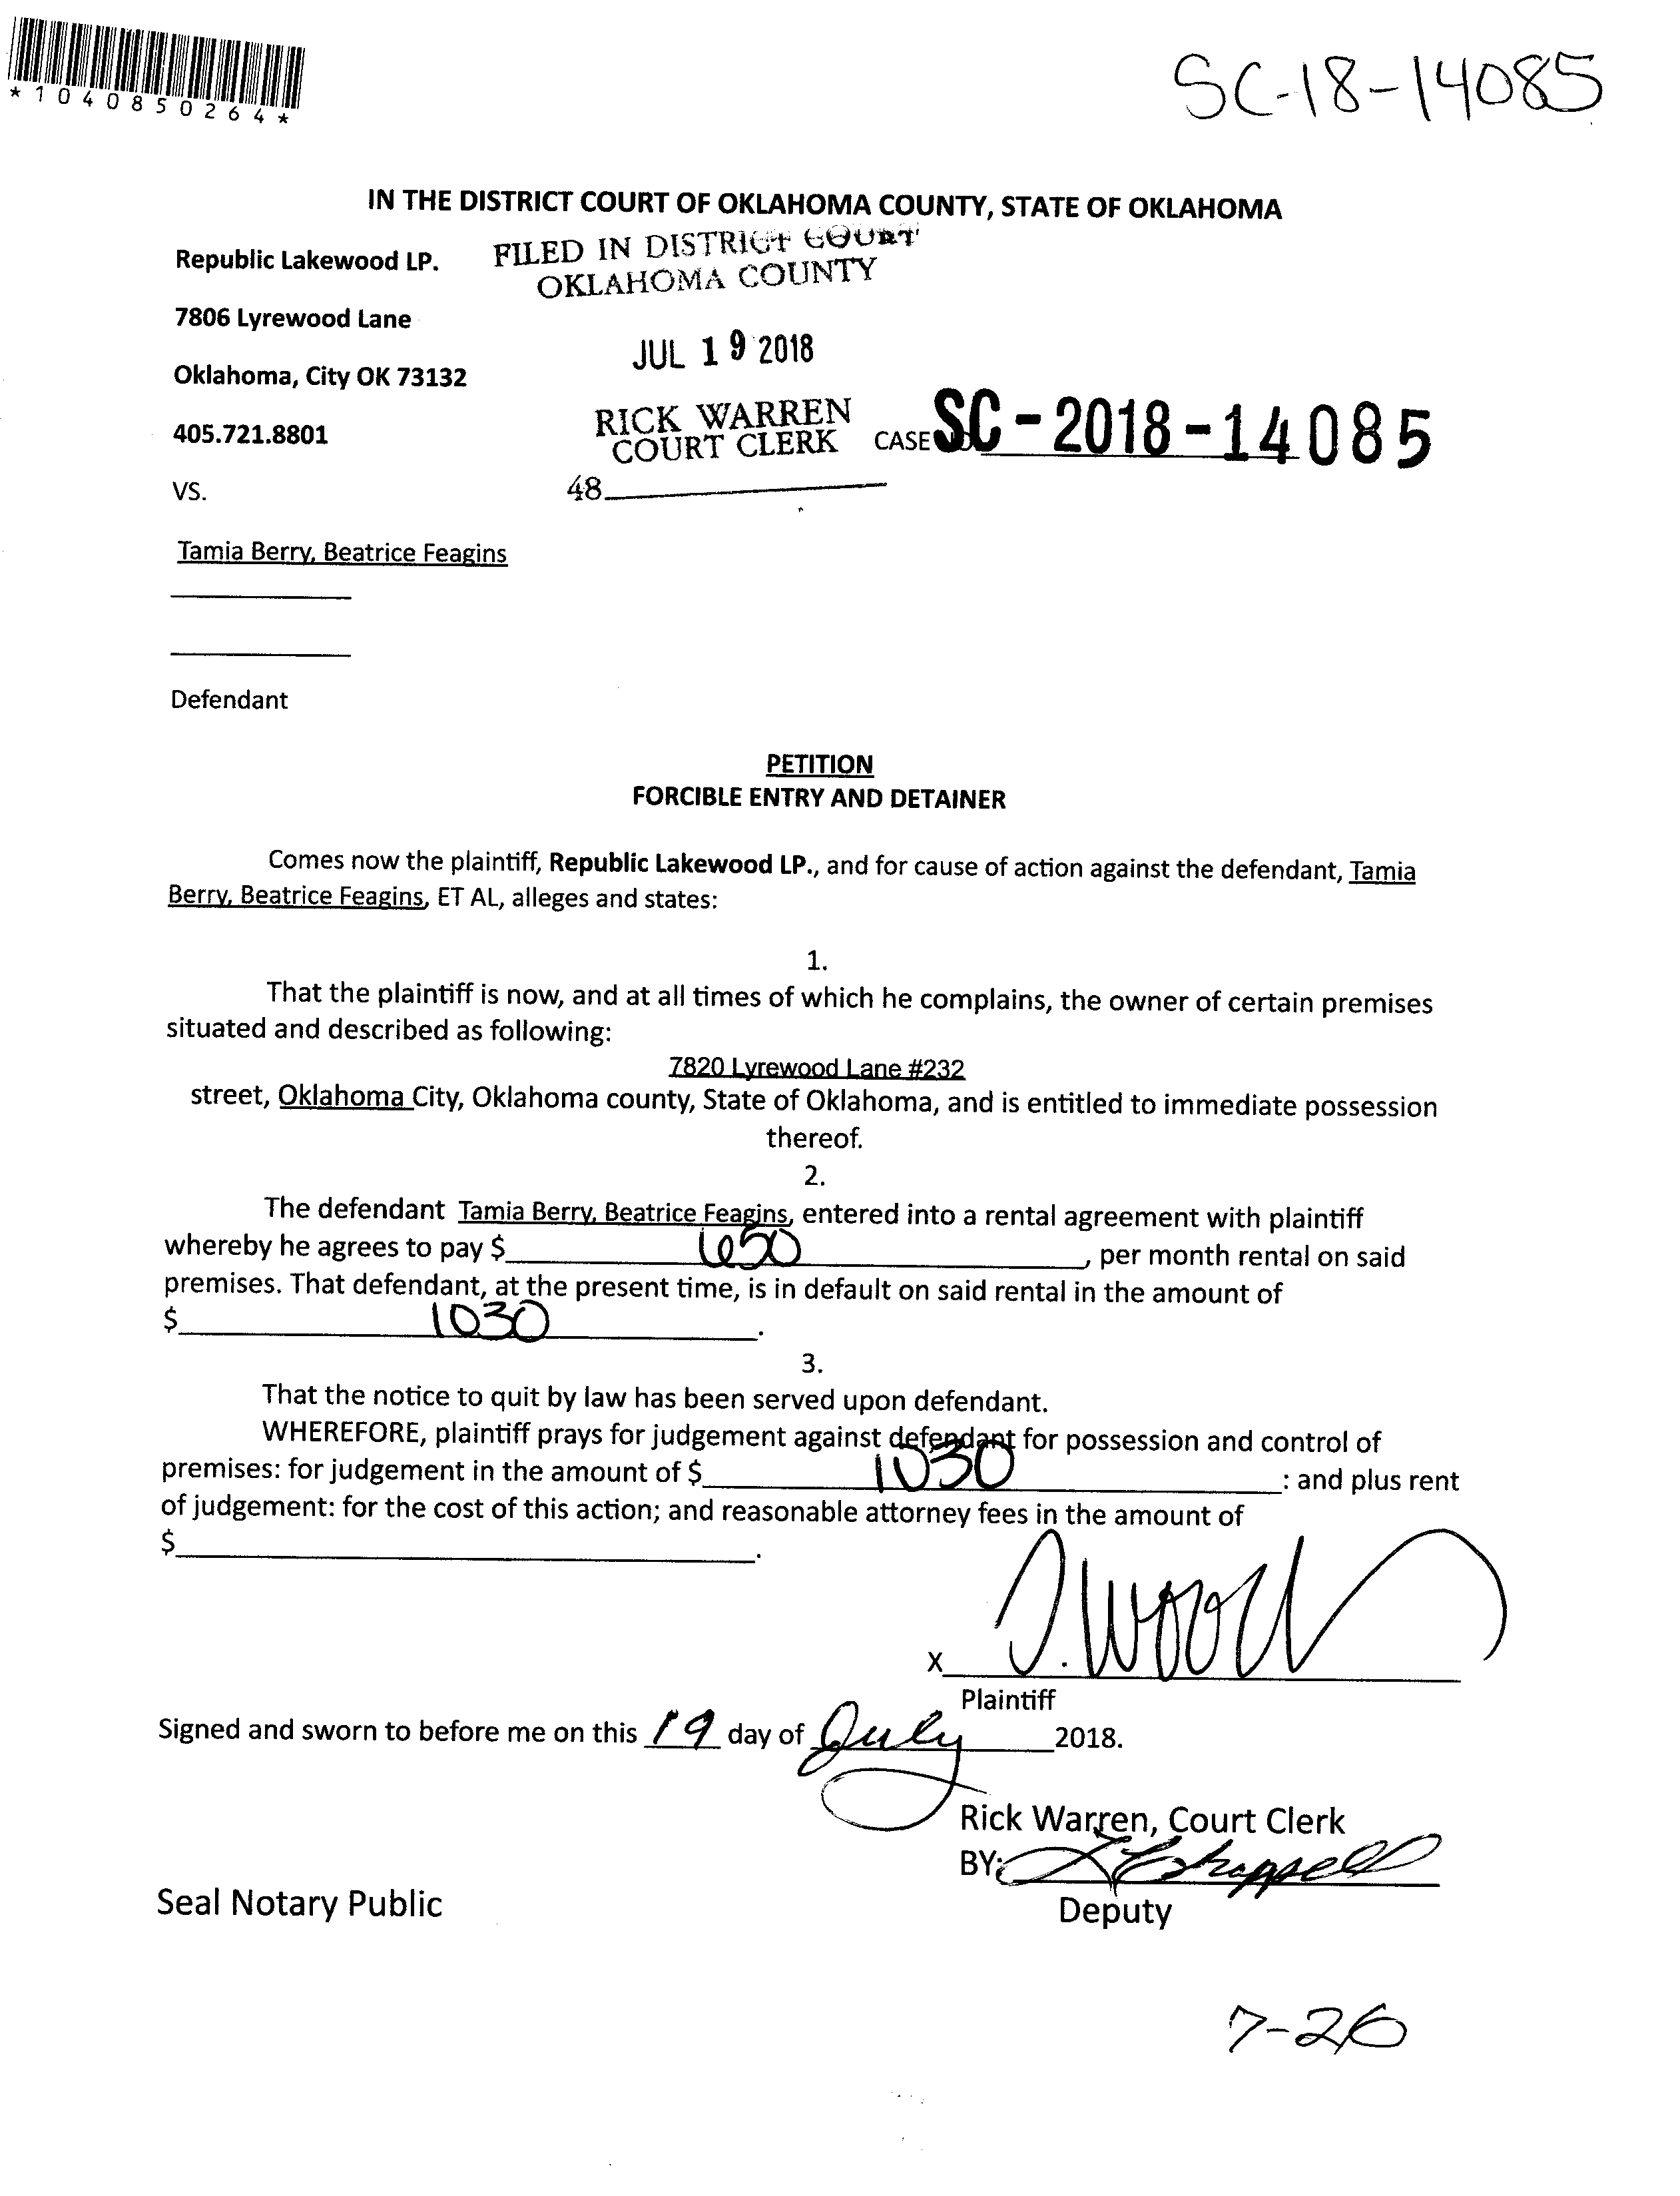 *1040850264*
SC-18-14085
IN THE DISTRICT COURT OF OKLAHOMA COUNTY, STATE OF OKLAHOMA
Republic Lakewood LP.
FILED IN DISTRICT COURT
OKLAHOMA COUNTY
7806 Lyrewood Lane
JUL 19 2018
Oklahoma, City OK 73132
RICK WARREN
COURT CLERK
405.721.8801
CASE SC-2018-14085
VS.
48
Tamia Berry, Beatrice Feagins
Defendant
PETITION
FORCIBLE ENTRY AND DETAINER
Comes now the plaintiff, Republic Lakewood LP., and for cause of action against the defendant, Tamia
Berry, Beatrice Feagins, ET AL, alleges and states:
1.
That the plaintiff is now, and at all times of which he complains, the owner of certain premises
situated and described as following:
7820 Lyrewood Lane #232
street, Oklahoma City, Oklahoma county, State of Oklahoma, and is entitled to immediate possession
thereof.
2.
The defendant Tamia Berry, Beatrice Feagins, entered into a rental agreement with plaintiff
whereby he agrees to pay $ 650, per month rental on said
premises. That defendant, at the present time, is in default on said rental in the amount of
$ 1030.
3.
That the notice to quit by law has been served upon defendant.
WHEREFORE, plaintiff prays for judgement against defendant for possession and control of
premises: for judgement in the amount of $ 1030: and plus rent
of judgement: for the cost of this action; and reasonable attorney fees in the amount of
$.
X J. Wood
Plaintiff
Signed and sworn to before me on this 19 day of July 2018.
Rick Warren, Court Clerk
BY:
Seal Notary Public
Deputy
7-26